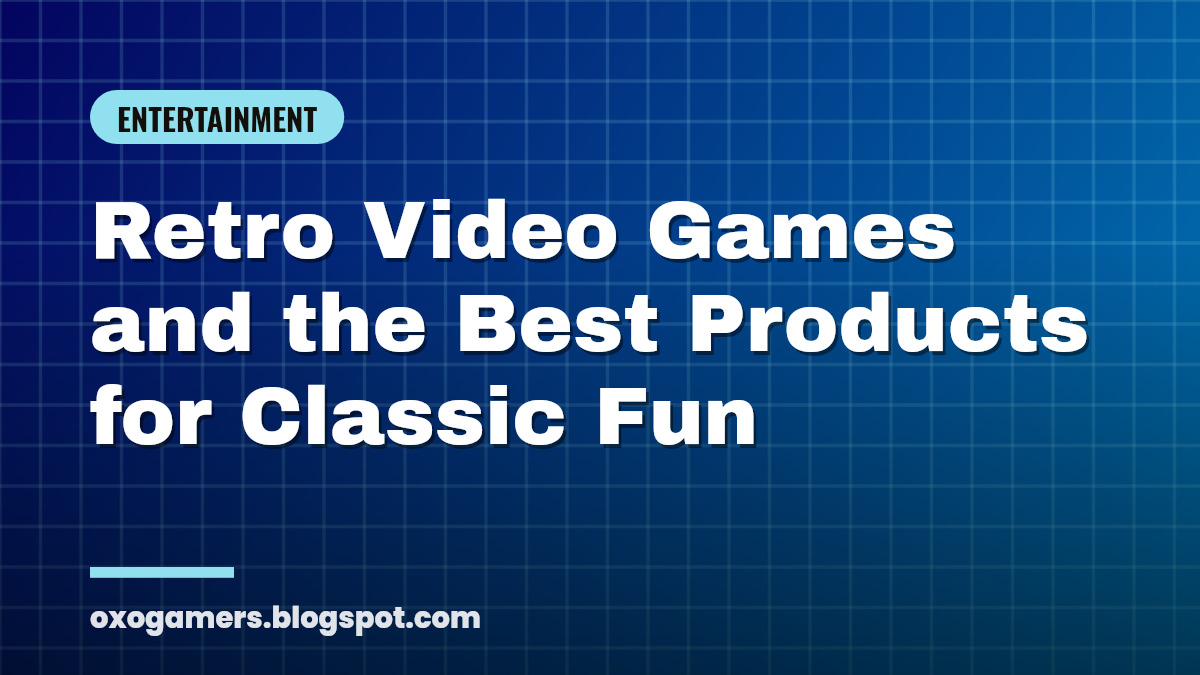 ENTERTAINMENT
Retro Video Games
and the Best Products
for Classic Fun
oxogamers.blogspot.com